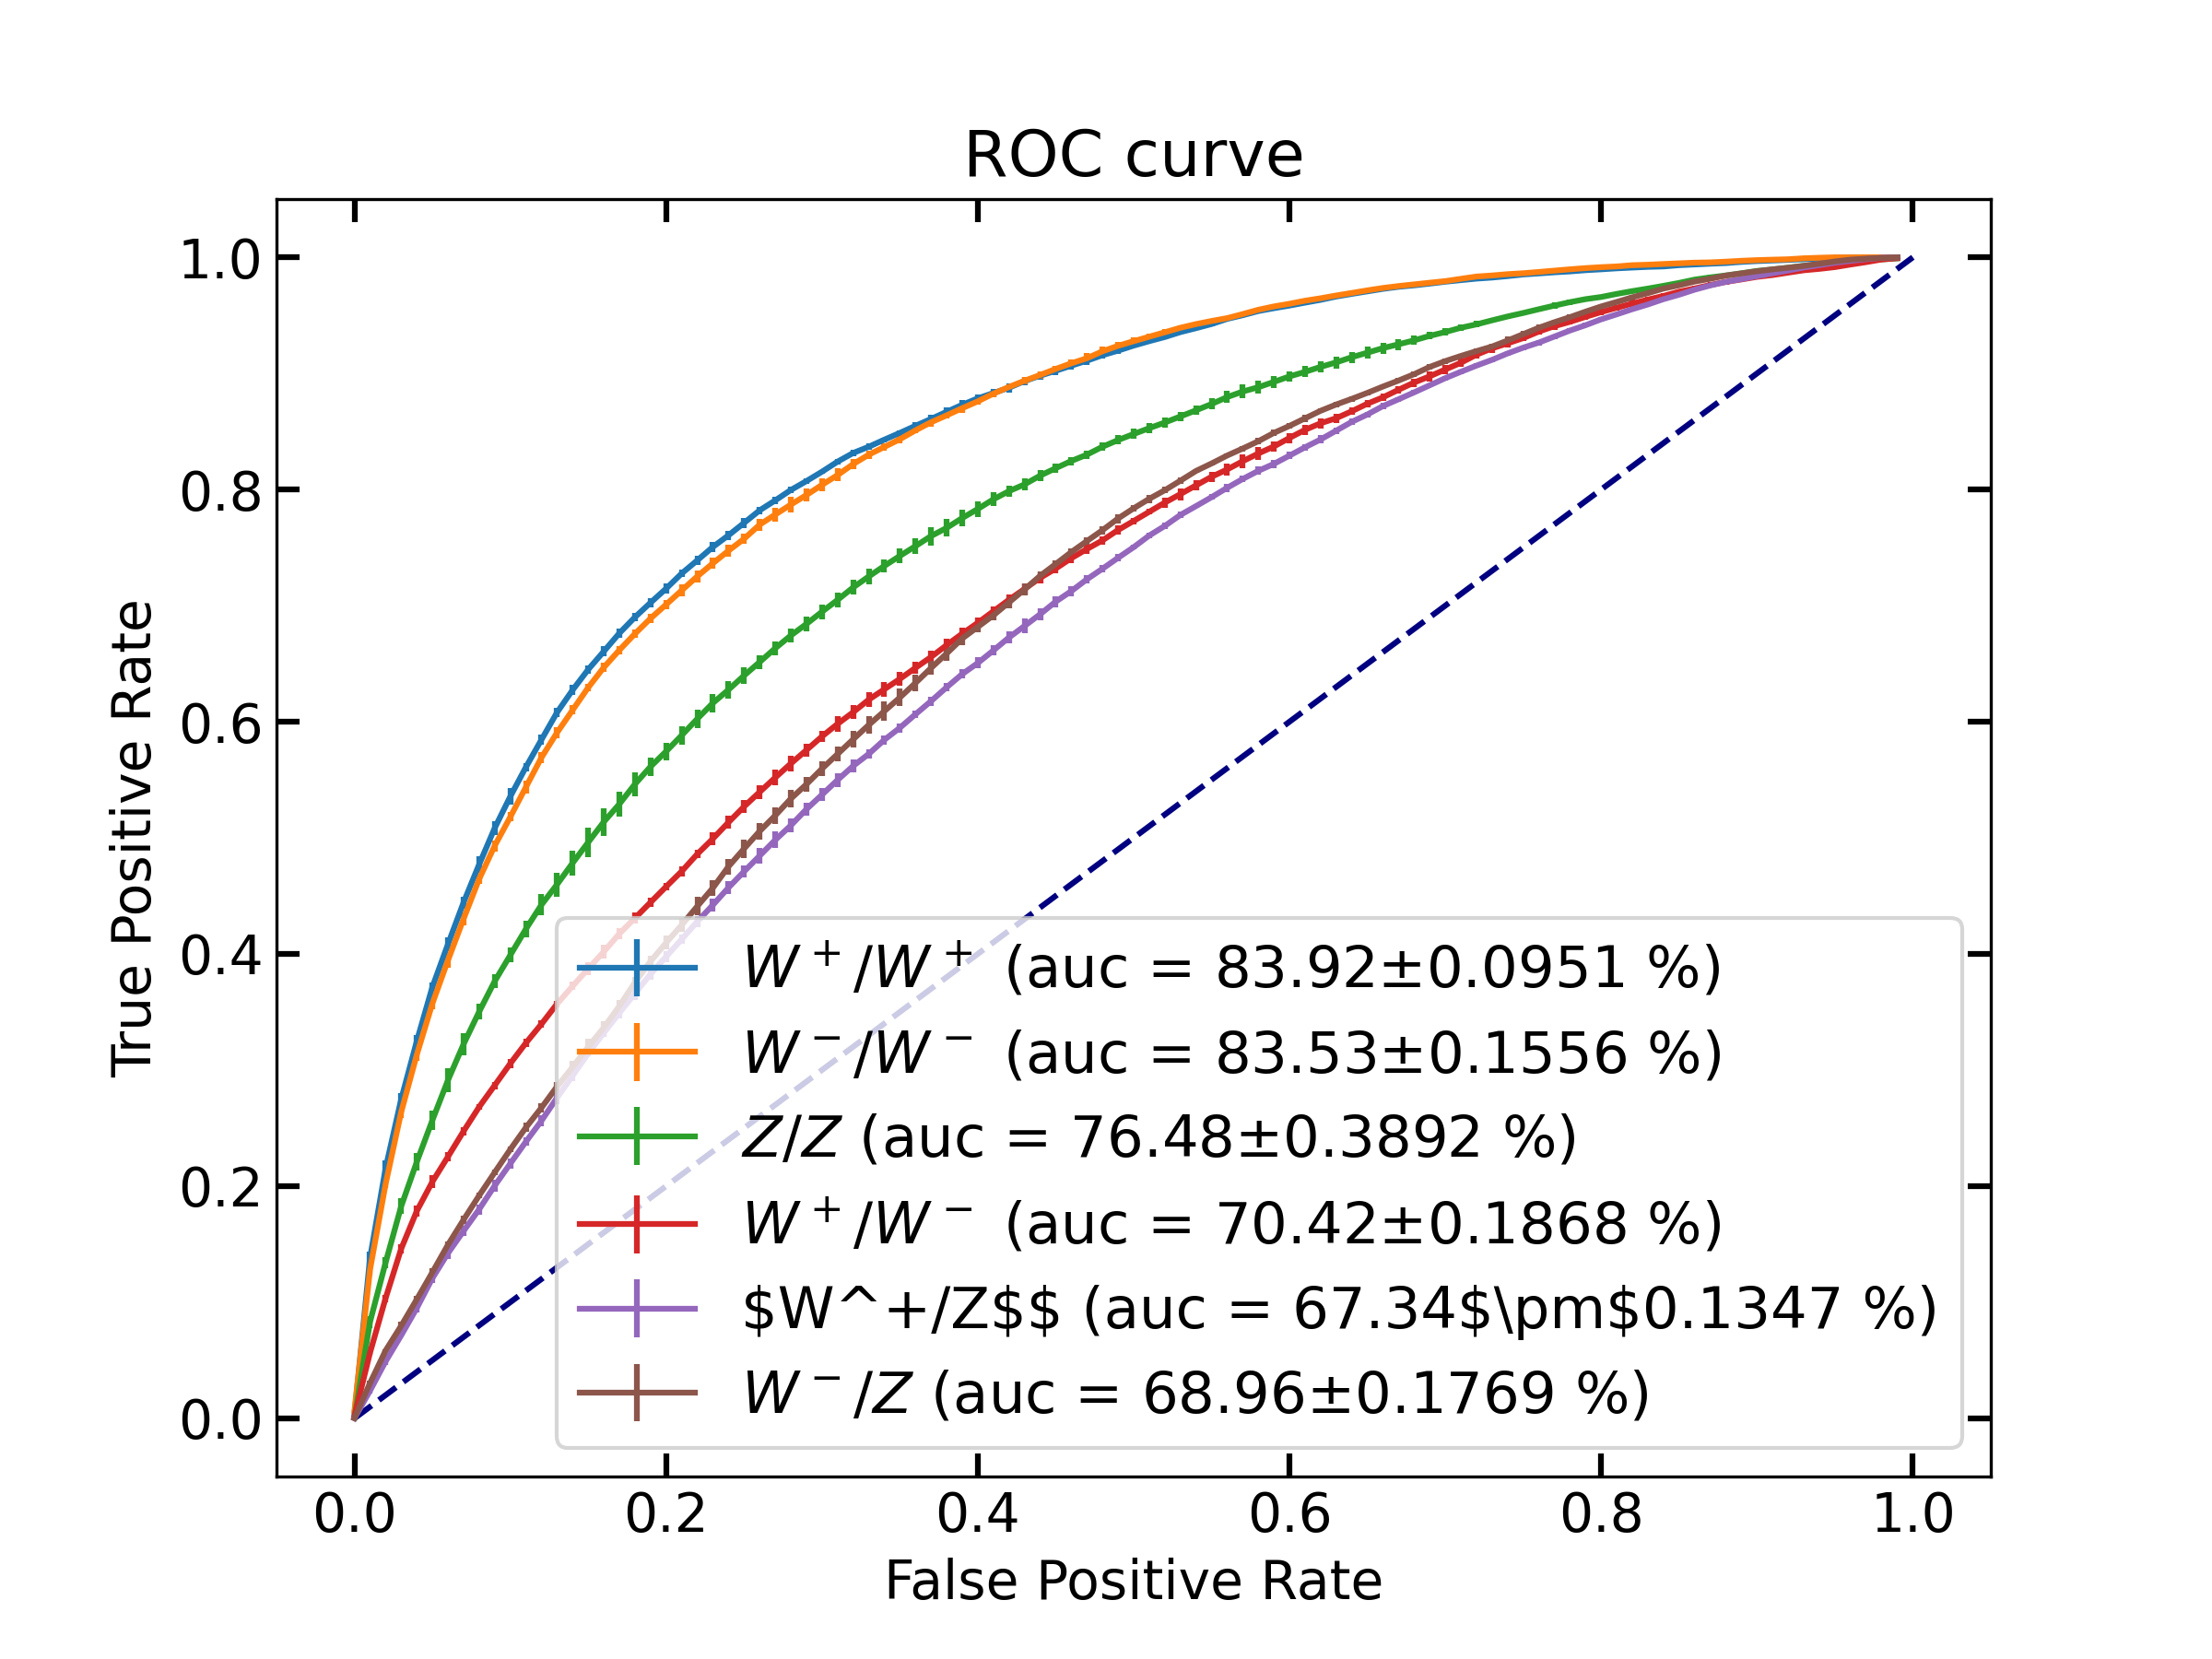 ROC curve
True Positive Rate
1.0
0.8
0.6
0.4
0.2
0.0
W⁺/W⁺ (auc = 83.92±0.0951 %)
W⁻/W⁻ (auc = 83.53±0.1556 %)
Z/Z (auc = 76.48±0.3892 %)
W⁺/W⁻ (auc = 70.42±0.1868 %)
$W^+/Z$$ (auc = 67.34$\pm$0.1347 %)
W⁻/Z (auc = 68.96±0.1769 %)
0.0 0.2 0.4 0.6 0.8 1.0
False Positive Rate